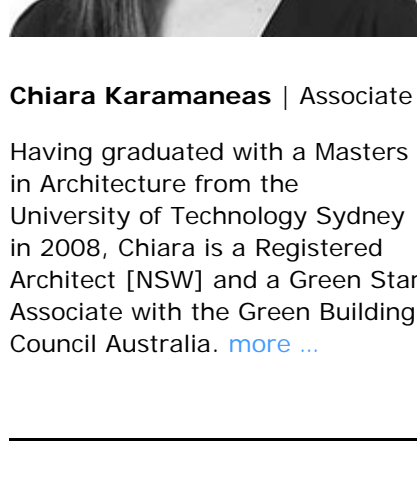 Chiara Karamaneas | Associate
Having graduated with a Masters
in Architecture from the
University of Technology Sydney
in 2008, Chiara is a Registered
Architect [NSW] and a Green Star
Associate with the Green Building
Council Australia. more ...